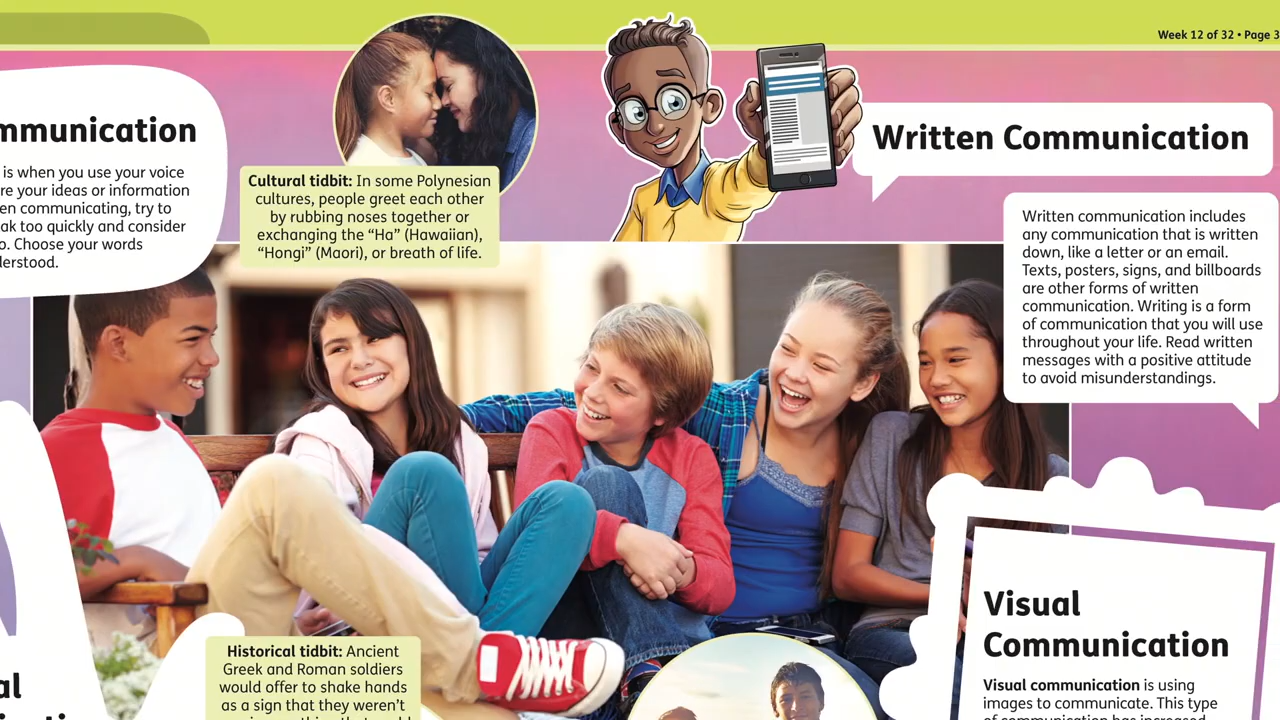 Week 12 of 32 • Page 3
is when you use your voice
your ideas or information
communicating, try to
too quickly and consider
Choose your words
Cultural tidbit: In some Polynesian
cultures, people greet each other
by rubbing noses together or
exchanging the “Ha” (Hawaiian),
“Hongi” (Maori), or breath of life.
Written Communication
Written communication includes
any communication that is written
down, like a letter or an email.
Texts, posters, signs, and billboards
are other forms of written
communication. Writing is a form
of communication that you will use
throughout your life. Read written
messages with a positive attitude
to avoid misunderstandings.
Historical tidbit: Ancient
Greek and Roman soldiers
would offer to shake hands
as a sign that they weren’t
Visual
Communication
Visual communication is using
images to communicate. This type
of communication has increased